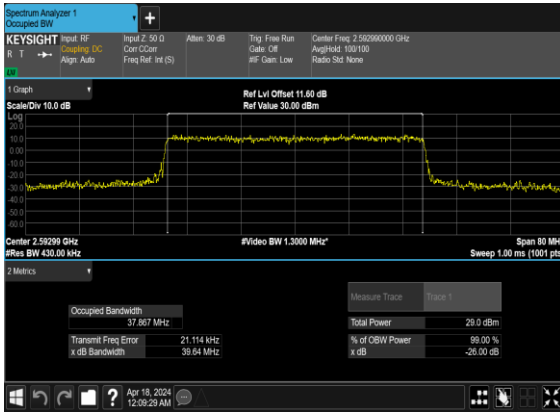 Spectrum Analyzer 1
Occupied BW
KEYSIGHT Input: RF Input Z: 50 Ω Atten: 30 dB Trig: Free Run Center Freq: 2.592990000 GHz
R T Coupling: DC Corr CCorr Gate: Off Avg|Hold: 100/100
Align: Auto Freq Ref: Int (S) #IF Gain: Low Radio Std: None
1 Graph
Ref Lvl Offset 11.60 dB
Scale/Div 10.0 dB Ref Value 30.00 dBm
Log
20.0
10.0
0.00
-10.0
-20.0
-30.0
-40.0
-50.0
-60.0
Center 2.59299 GHz #Video BW 1.3000 MHz* Span 80 MH
#Res BW 430.00 kHz Sweep 1.00 ms (1001 pts
2 Metrics
Measure Trace Trace 1
Occupied Bandwidth
37.867 MHz Total Power 29.0 dBm
Transmit Freq Error 21.114 kHz % of OBW Power 99.00 %
x dB Bandwidth 39.64 MHz x dB -26.00 dB
? Apr 18, 2024
12:09:29 AM